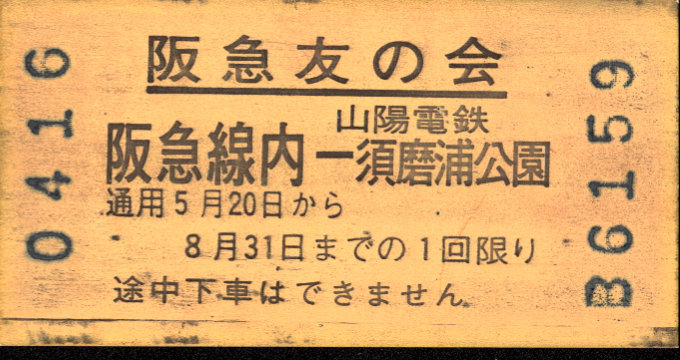 阪急友の会
山陽電鉄
阪急線内ー須磨浦公園
通用5月20日から
8月31日までの1回限り
途中下車はできません
0416
B6159